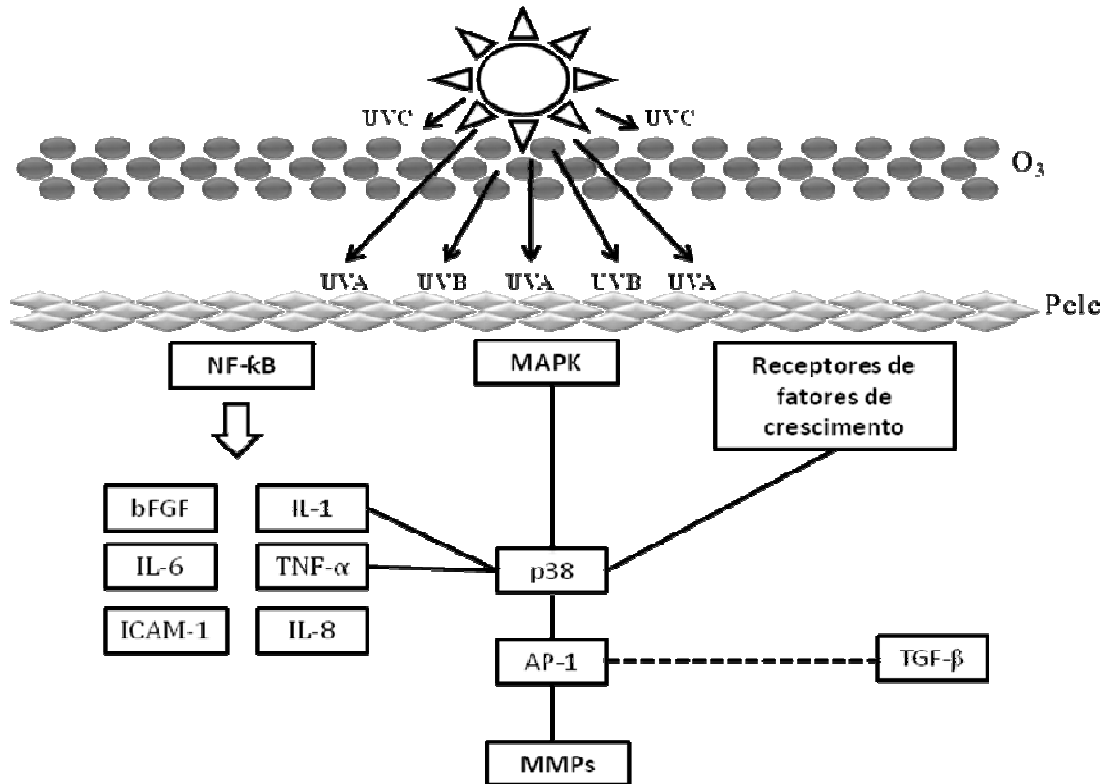 UVC
UVC
O3
UVA UVB UVA UVB UVA
Pele
NF-kB
MAPK
Receptores de
fatores de
crescimento
bFGF
IL-1
IL-6
TNF-α
p38
ICAM-1
IL-8
AP-1
TGF-β
MMPs